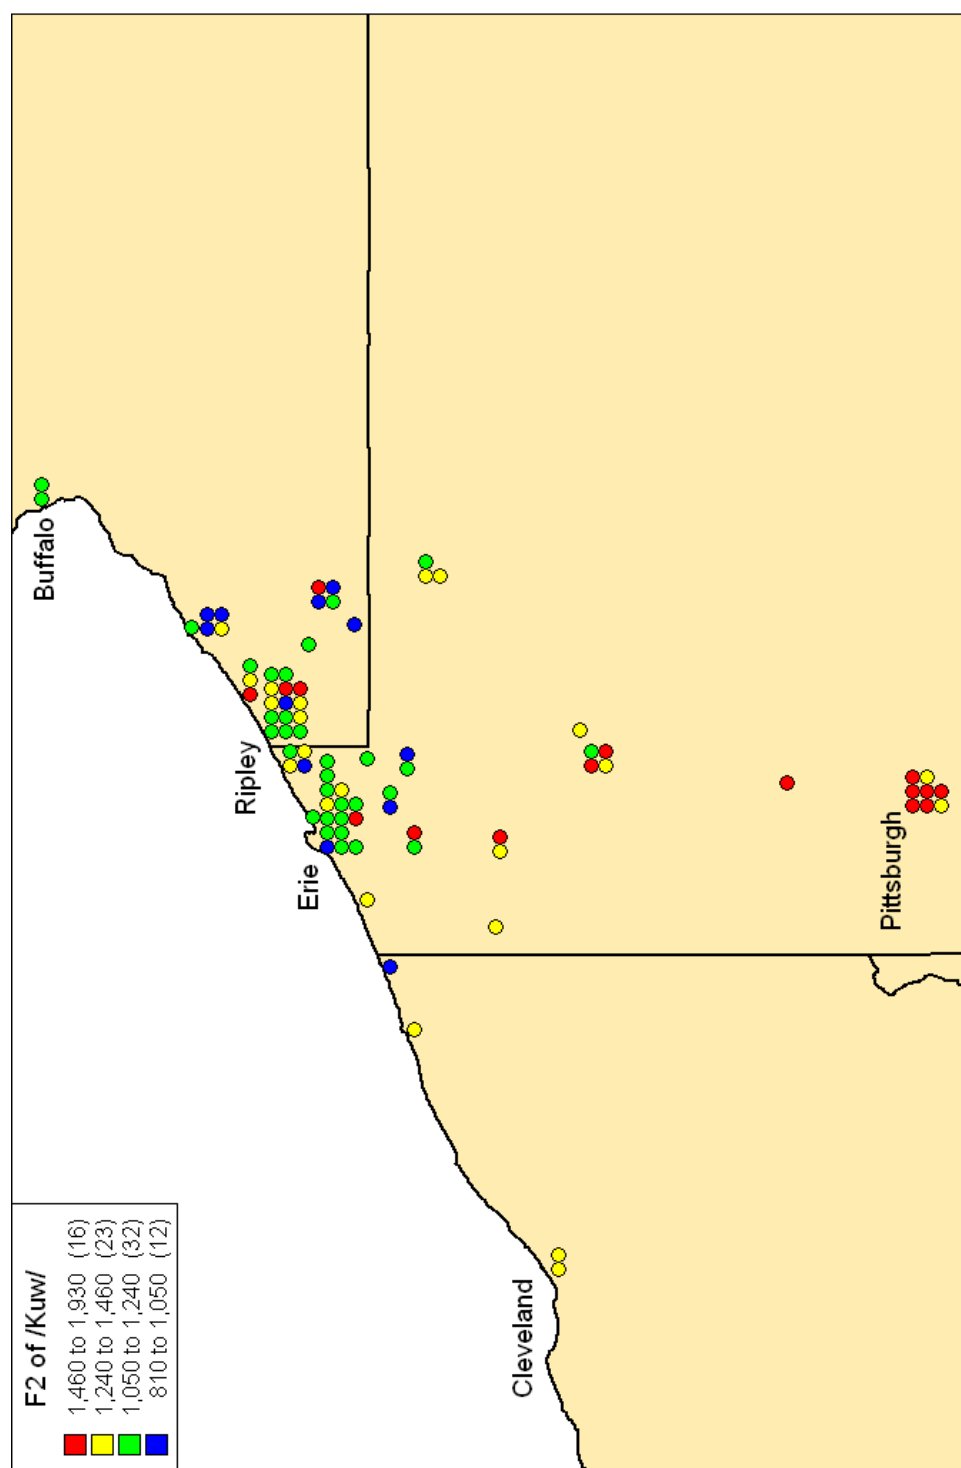 F2 of /Kuw/
1,460 to 1,930 (16)
1,240 to 1,460 (23)
1,050 to 1,240 (32)
810 to 1,050 (12)
Buffalo
Ripley
Erie
Cleveland
Pittsburgh